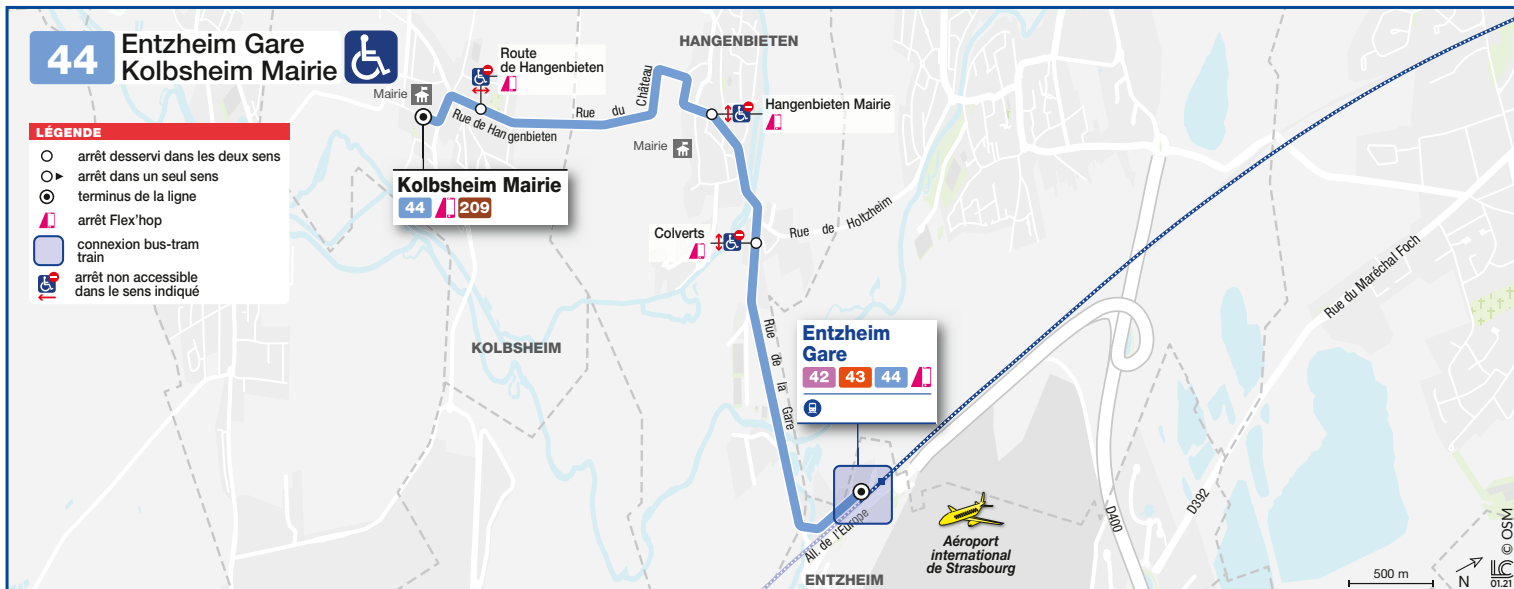 44
Entzheim Gare
Kolbsheim Mairie
LÉGENDE
arrêt desservi dans les deux sens
arrêt dans un seul sens
terminus de la ligne
arrêt Flex'hop
connexion bus-tram
train
arrêt non accessible
dans le sens indiqué
Mairie
Route
de Hangenbieten
Rue de Hangenbieten
Rue du Château
HANGENBIETEN
Hangenbieten Mairie
Mairie
Kolbsheim Mairie
44 209
Colverts
Rue de Holtzheim
KOLBSHEIM
Rue de la Gare
Entzheim
Gare
42 43 44
All. de l'Europe
ENTZHEIM
Aéroport
international
de Strasbourg
Rue du Maréchal Foch
D392
D400
500 m
N
© OSM
01.21